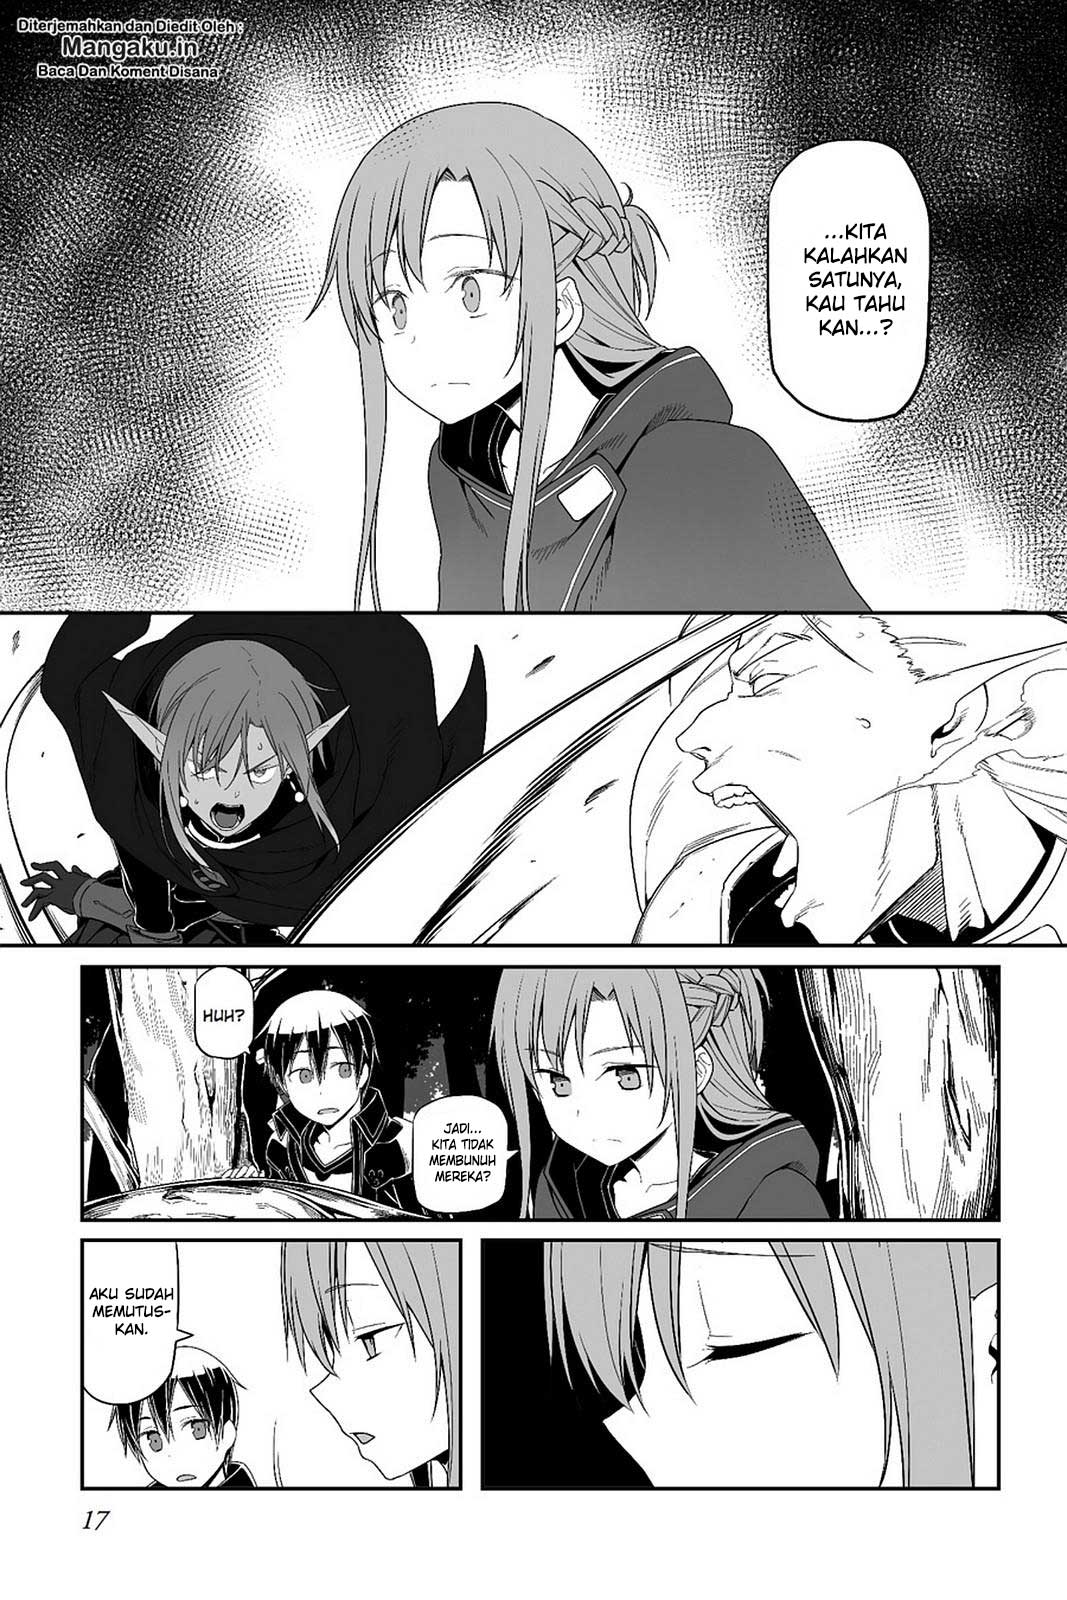 Diterjemahkan dan Diedit Oleh :
Mangaku.in
Baca Dan Koment Disana
...KITA
KALAHKAN
SATUNYA,
KAU TAHU
KAN...?
JADI...
KITA TIDAK
MEMBUNUH
MEREKA?
HUH?
AKU SUDAH
MEMUTUS-
KAN.
17